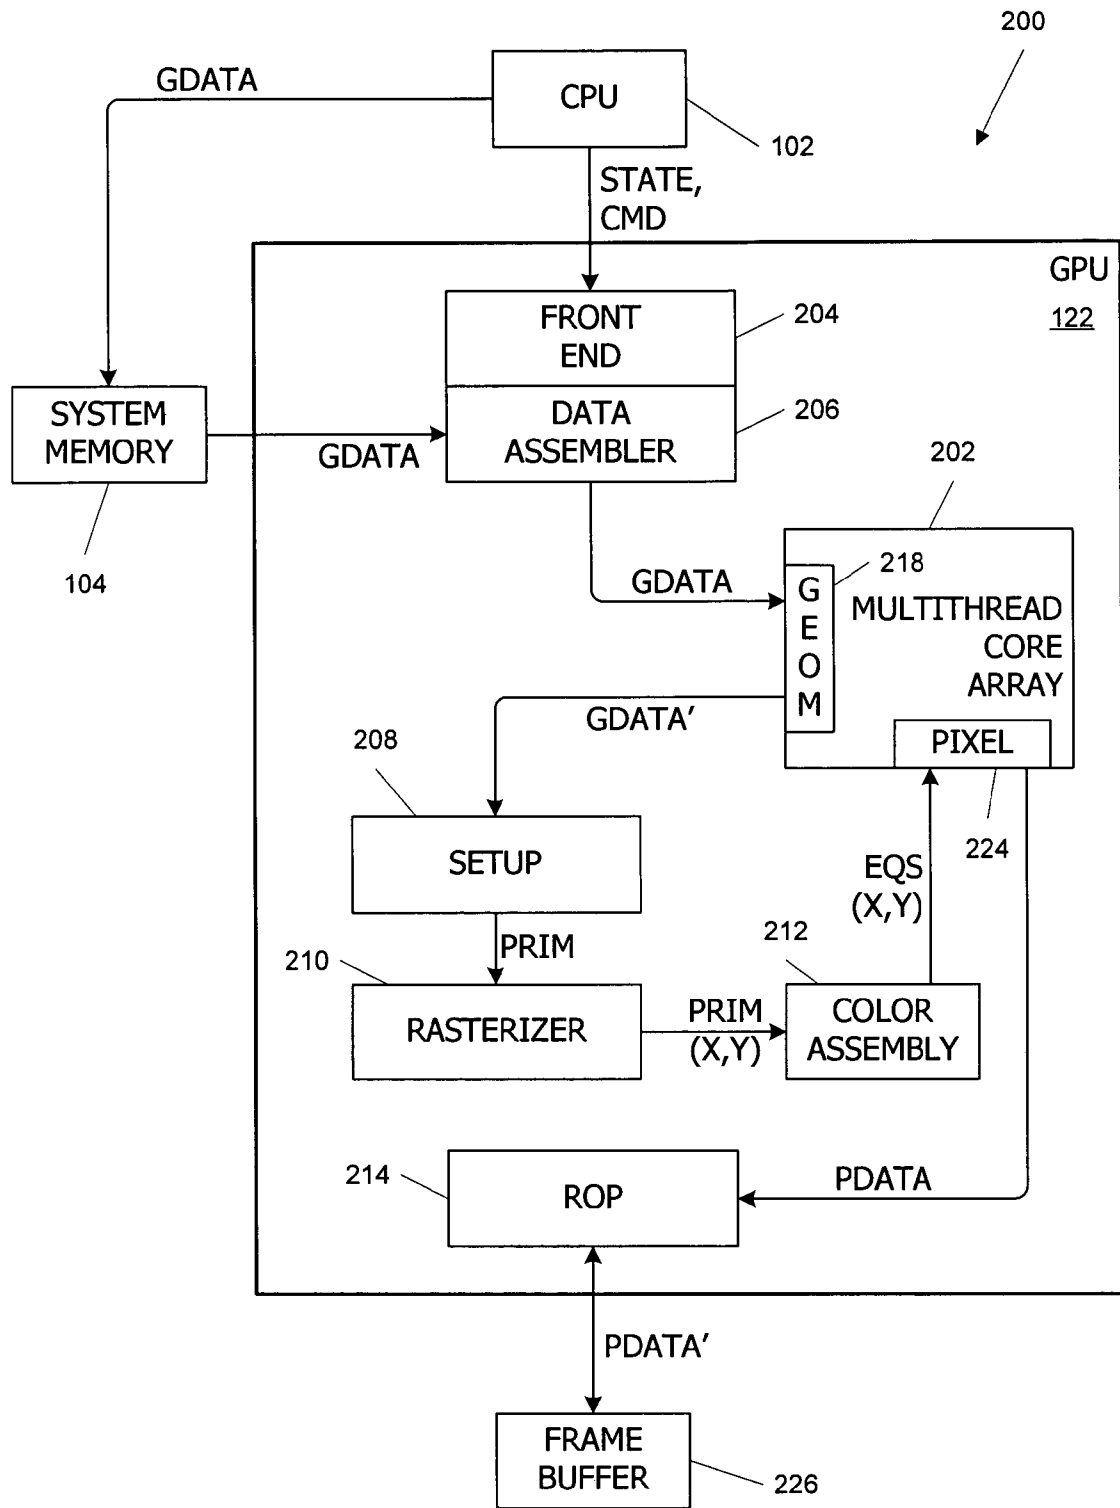 200
GDATA
CPU
102
STATE,
CMD
GPU
122
FRONT
END
204
DATA
ASSEMBLER
206
SYSTEM
MEMORY
GDATA
104
202
218
GDATA
GEOM
MULTITHREAD
CORE
ARRAY
GDATA'
PIXEL
208
224
SETUP
EQS
(X,Y)
PRIM
212
210
RASTERIZER
PRIM
(X,Y)
COLOR
ASSEMBLY
214
ROP
PDATA
PDATA'
FRAME
BUFFER
226